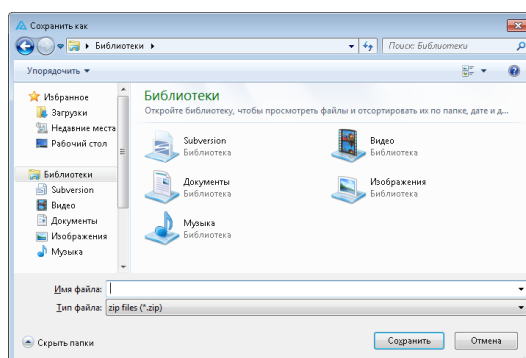 Сохранить как
Библиотеки
Поиск: Библиотеки
Упорядочить
Избранное
Загрузки
Недавние места
Рабочий стол
Библиотеки
Subversion
Видео
Документы
Изображения
Музыка
Библиотеки
Откройте библиотеку, чтобы просмотреть файлы и отсортировать их по папке, дате и д...
Subversion
Библиотека
Видео
Библиотека
Документы
Библиотека
Изображения
Библиотека
Музыка
Библиотека
Имя файла:
Тип файла: zip files (*.zip)
Скрыть папки
Сохранить
Отмена